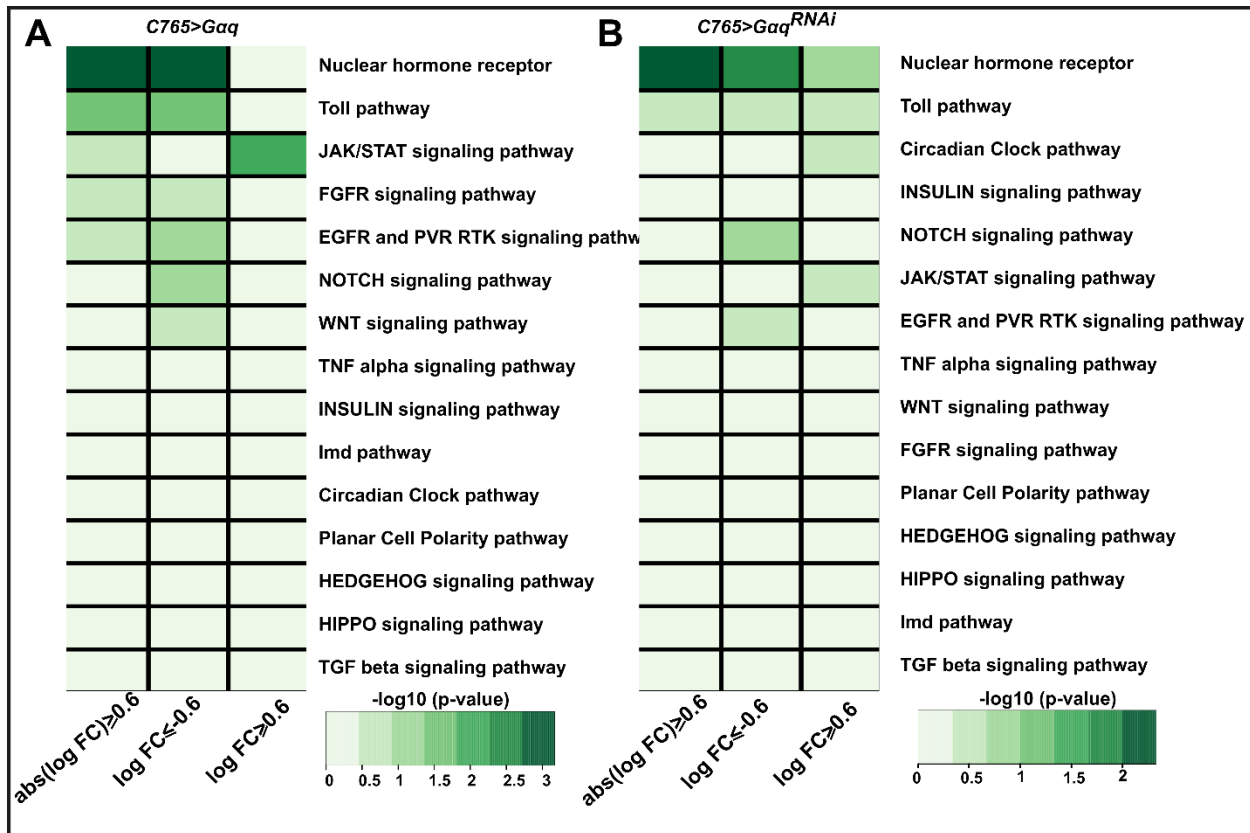 A
C765>Gαq
Nuclear hormone receptor
Toll pathway
JAK/STAT signaling pathway
FGFR signaling pathway
EGFR and PVR RTK signaling pathw
NOTCH signaling pathway
WNT signaling pathway
TNF alpha signaling pathway
INSULIN signaling pathway
Imd pathway
Circadian Clock pathway
Planar Cell Polarity pathway
HEDGEHOG signaling pathway
HIPPO signaling pathway
TGF beta signaling pathway
abs(log FC)≥0.6
log FC≤-0.6
log FC≥0.6
-log10 (p-value)
0 0.5 1 1.5 2 2.5 3
B
C765>GαqRNAi
Nuclear hormone receptor
Toll pathway
Circadian Clock pathway
INSULIN signaling pathway
NOTCH signaling pathway
JAK/STAT signaling pathway
EGFR and PVR RTK signaling pathway
TNF alpha signaling pathway
WNT signaling pathway
FGFR signaling pathway
Planar Cell Polarity pathway
HEDGEHOG signaling pathway
HIPPO signaling pathway
Imd pathway
TGF beta signaling pathway
abs(log FC)≥0.6
log FC≤-0.6
log FC≥0.6
-log10 (p-value)
0 0.5 1 1.5 2